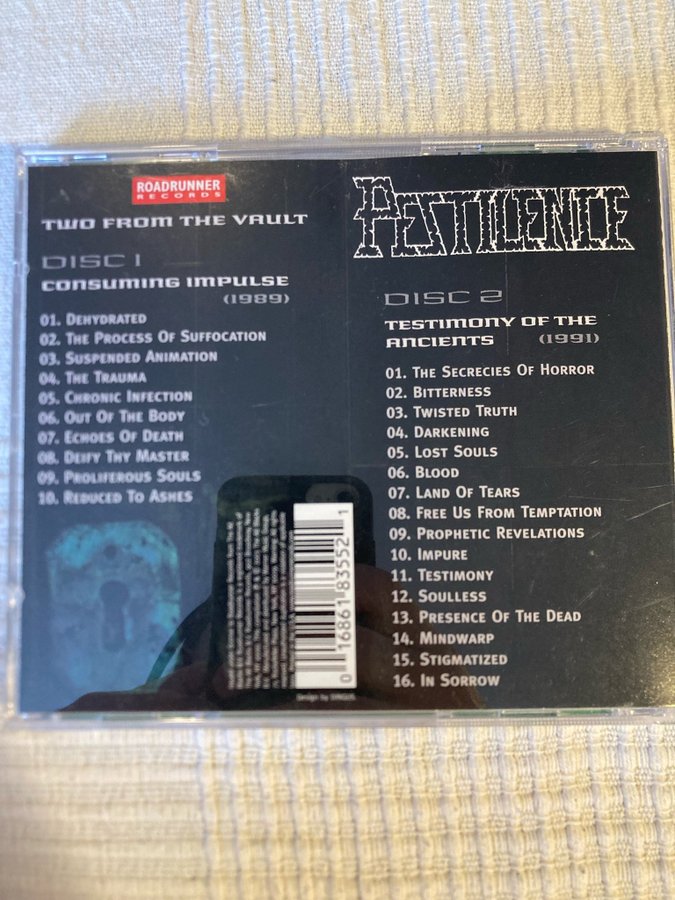 ROADRUNNER
RECORDS
TWO FROM THE VAULT
DISC 1
CONSUMING IMPULSE
(1989)
01. DEHYDRATED
02. THE PROCESS OF SUFFOCATION
03. SUSPENDED ANIMATION
04. THE TRAUMA
05. CHRONIC INFECTION
06. OUT OF THE BODY
07. ECHOES OF DEATH
08. DEIFY THY MASTER
09. PROLIFEROUS SOULS
10. REDUCED TO ASHES
PESTILENCE
DISC 2
TESTIMONY OF THE
ANCIENTS (1991)
01. THE SECRECIES OF HORROR
02. BITTERNESS
03. TWISTED TRUTH
04. DARKENING
05. LOST SOULS
06. BLOOD
07. LAND OF TEARS
08. FREE US FROM TEMPTATION
09. PROPHETIC REVELATIONS
10. IMPURE
11. TESTIMONY
12. SOULLESS
13. PRESENCE OF THE DEAD
14. MINDWARP
15. STIGMATIZED
16. IN SORROW
0 16861 83552 1
Design by